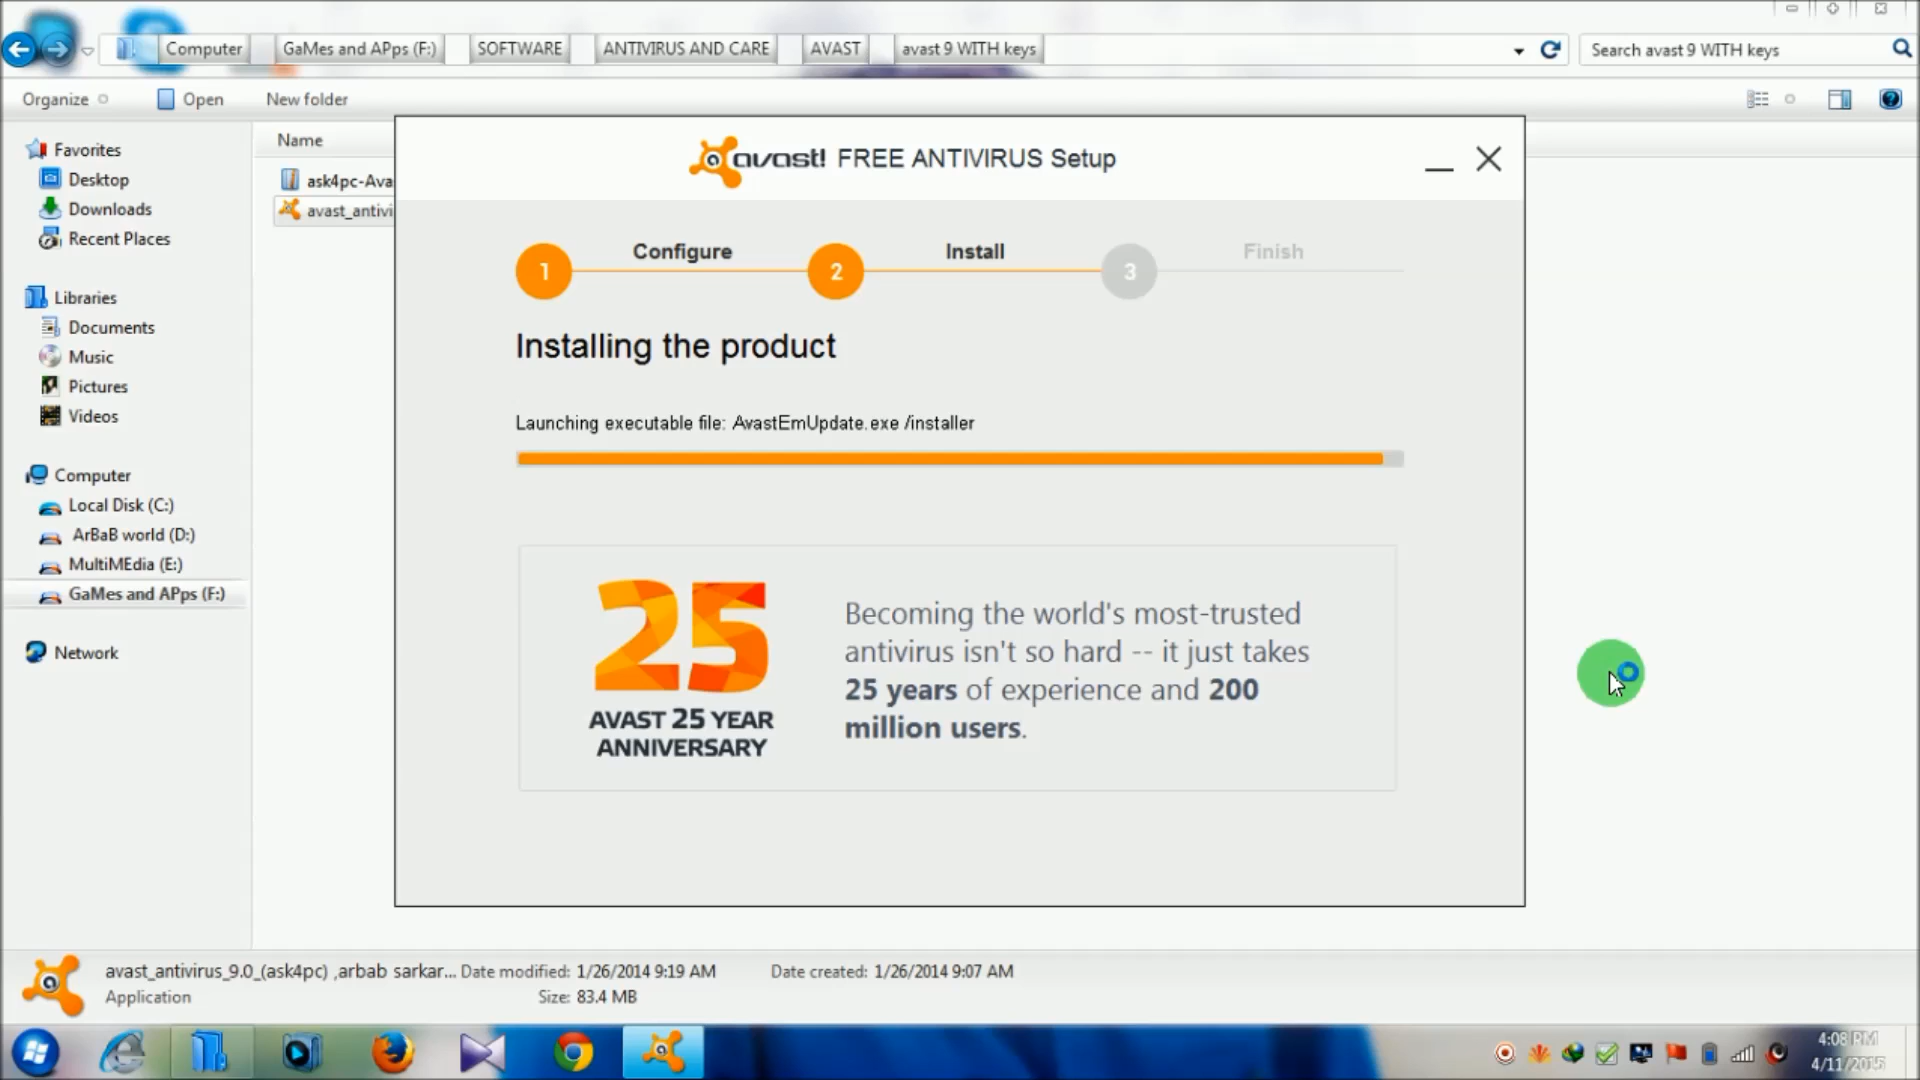 Computer GaMes and APps (F:) SOFTWARE ANTIVIRUS AND CARE AVAST avast 9 WITH keys Search avast 9 WITH keys
Organize Open New folder
Name
ask4pc-Ava
avast_antivi
Favorites
Desktop
Downloads
Recent Places
Libraries
Documents
Music
Pictures
Videos
Computer
Local Disk (C:)
ArBaB world (D:)
MultiMEdia (E:)
GaMes and APps (F:)
Network
avast! FREE ANTIVIRUS Setup
1 Configure 2 Install 3 Finish
Installing the product
Launching executable file: AvastEmUpdate.exe /installer
25
AVAST 25 YEAR
ANNIVERSARY
Becoming the world's most-trusted
antivirus isn't so hard -- it just takes
25 years of experience and 200
million users.
avast_antivirus_9.0_(ask4pc) ,arbab sarkar... Date modified: 1/26/2014 9:19 AM Date created: 1/26/2014 9:07 AM
Application Size: 83.4 MB
4:08 PM
4/11/2015